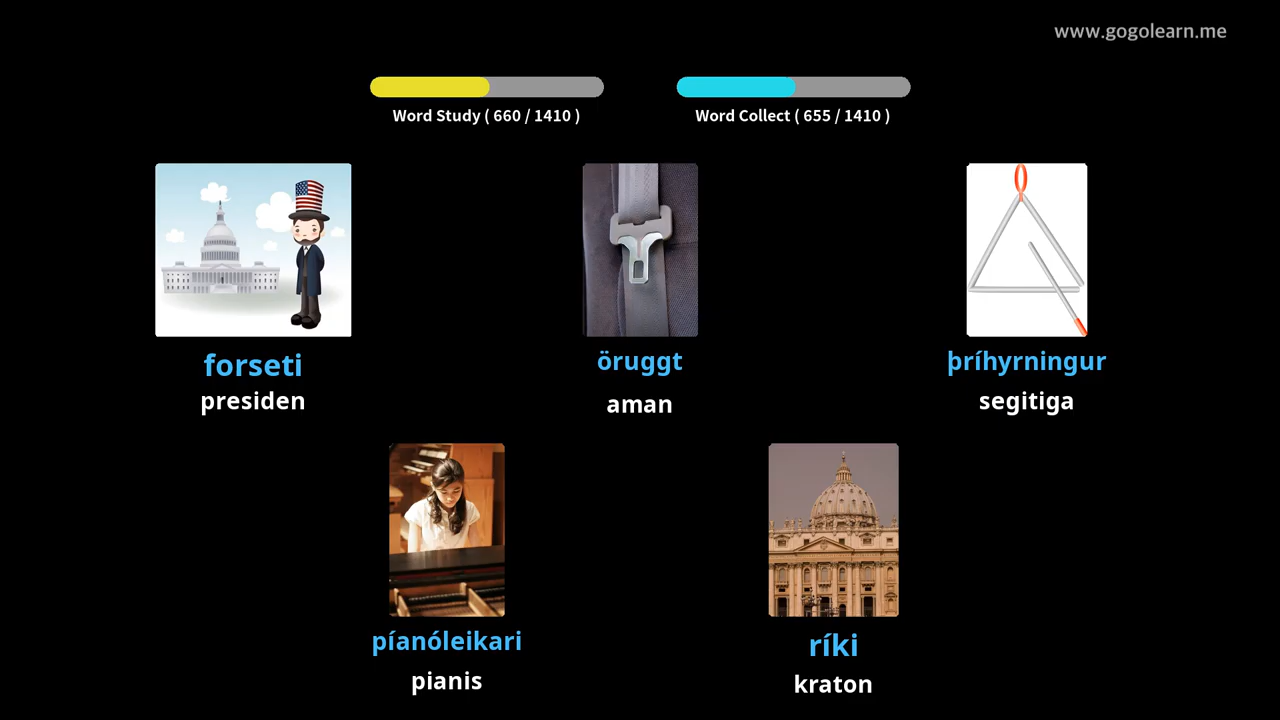 www.gogolearn.me
Word Study ( 660 / 1410 )
Word Collect ( 655 / 1410 )
forseti
presiden
öruggt
aman
þríhyrningur
segitiga
píanóleikari
pianis
ríki
kraton